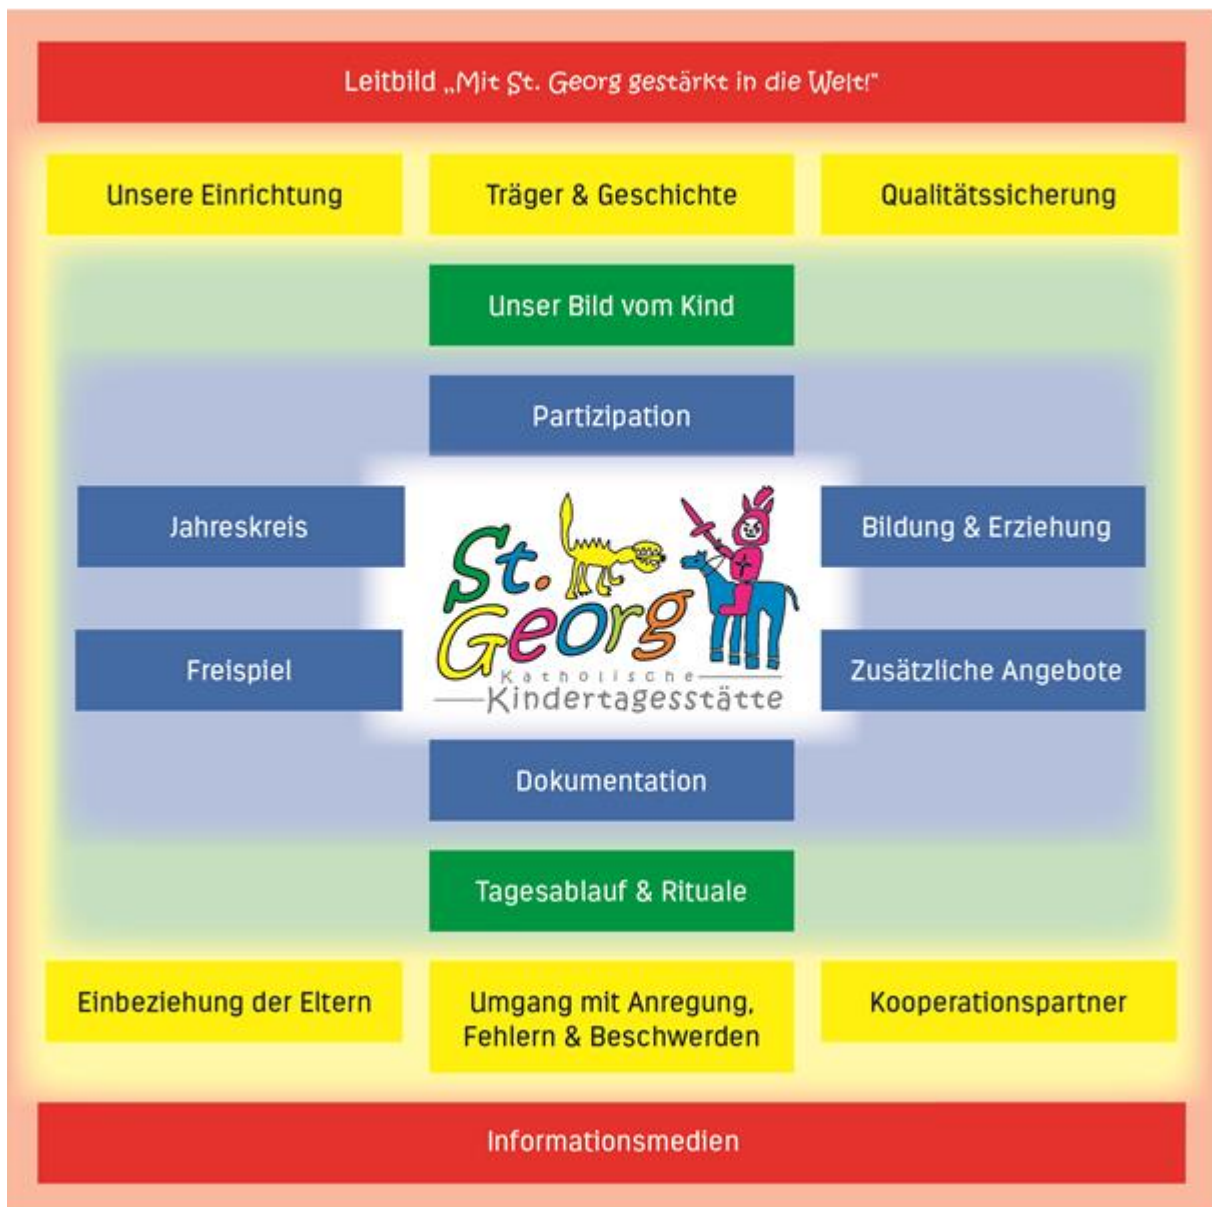 Leitbild „Mit St. Georg gestärkt in die Welt!“
Unsere Einrichtung
Träger & Geschichte
Qualitätssicherung
Unser Bild vom Kind
Partizipation
Jahreskreis
Bildung & Erziehung
St.
Georg
Katholische
Kindertagesstätte
Freispiel
Zusätzliche Angebote
Dokumentation
Tagesablauf & Rituale
Einbeziehung der Eltern
Umgang mit Anregung,
Fehlern & Beschwerden
Kooperationspartner
Informationsmedien